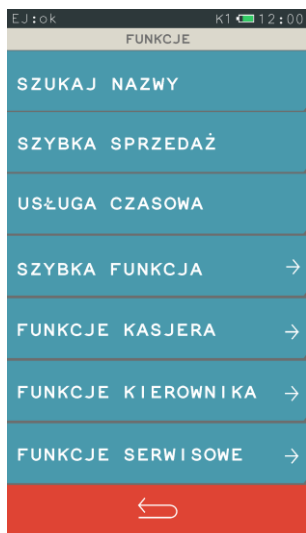 EJ:ok K1 12:00
FUNKCJE
SZUKAJ NAZWY
SZYBKA SPRZEDAŻ
USŁUGA CZASOWA
SZYBKA FUNKCJA
FUNKCJE KASJERA
FUNKCJE KIEROWNIKA
FUNKCJE SERWISOWE